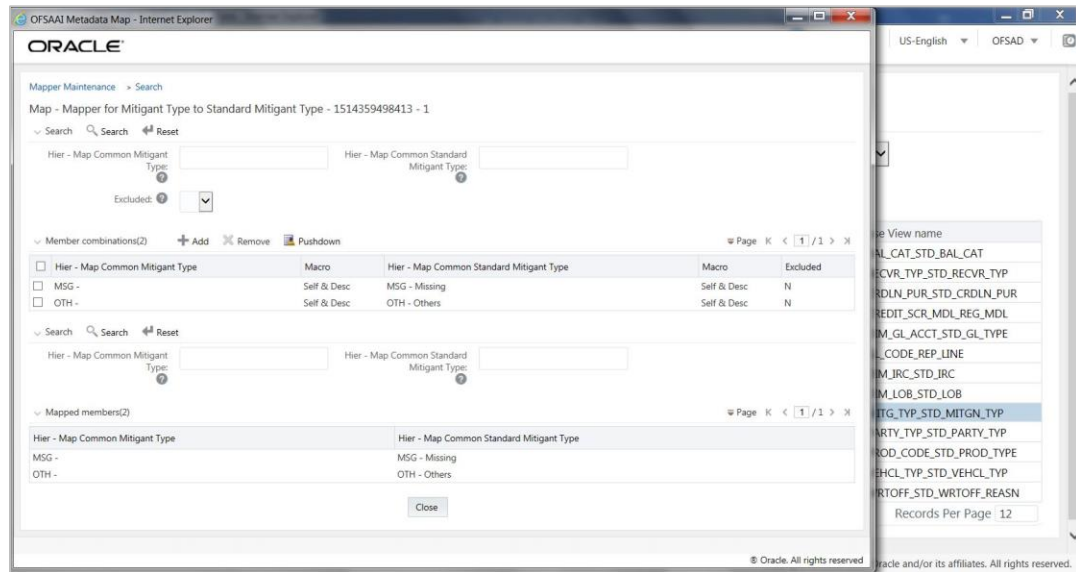 OFSAAI Metadata Map - Internet Explorer
US-English OFSAD
ORACLE
Mapper Maintenance > Search
Map - Mapper for Mitigant Type to Standard Mitigant Type - 1514359498413 - 1
Search Search Reset
Hier - Map Common Mitigant Type:
Hier - Map Common Standard Mitigant Type:
Excluded:
Member combinations(2) Add Remove Pushdown Page 1 / 1
Hier - Map Common Mitigant Type Macro Hier - Map Common Standard Mitigant Type Macro Excluded
MSG - Self & Desc MSG - Missing Self & Desc N
OTH - Self & Desc OTH - Others Self & Desc N
Search Search Reset
Hier - Map Common Mitigant Type:
Hier - Map Common Standard Mitigant Type:
Mapped members(2) Page 1 / 1
Hier - Map Common Mitigant Type Hier - Map Common Standard Mitigant Type
MSG - MSG - Missing
OTH - OTH - Others
Close
© Oracle. All rights reserved
se View name
AL_CAT_STD_BAL_CAT
ECVR_TYP_STD_RECVR_TYP
RDLN_PUR_STD_CRDLN_PUR
REDIT_SCR_MDL_REG_MDL
IM_GL_ACCT_STD_GL_TYPE
L_CODE_REP_LINE
IM_IRC_STD_IRC
IM_LOB_STD_LOB
ITG_TYP_STD_MITGN_TYP
ARTY_TYP_STD_PARTY_TYP
ROD_CODE_STD_PROD_TYPE
EHCL_TYP_STD_VEHCL_TYP
RTOFF_STD_WRTOFF_REASN
Records Per Page 12
racle and/or its affiliates. All rights reserved.